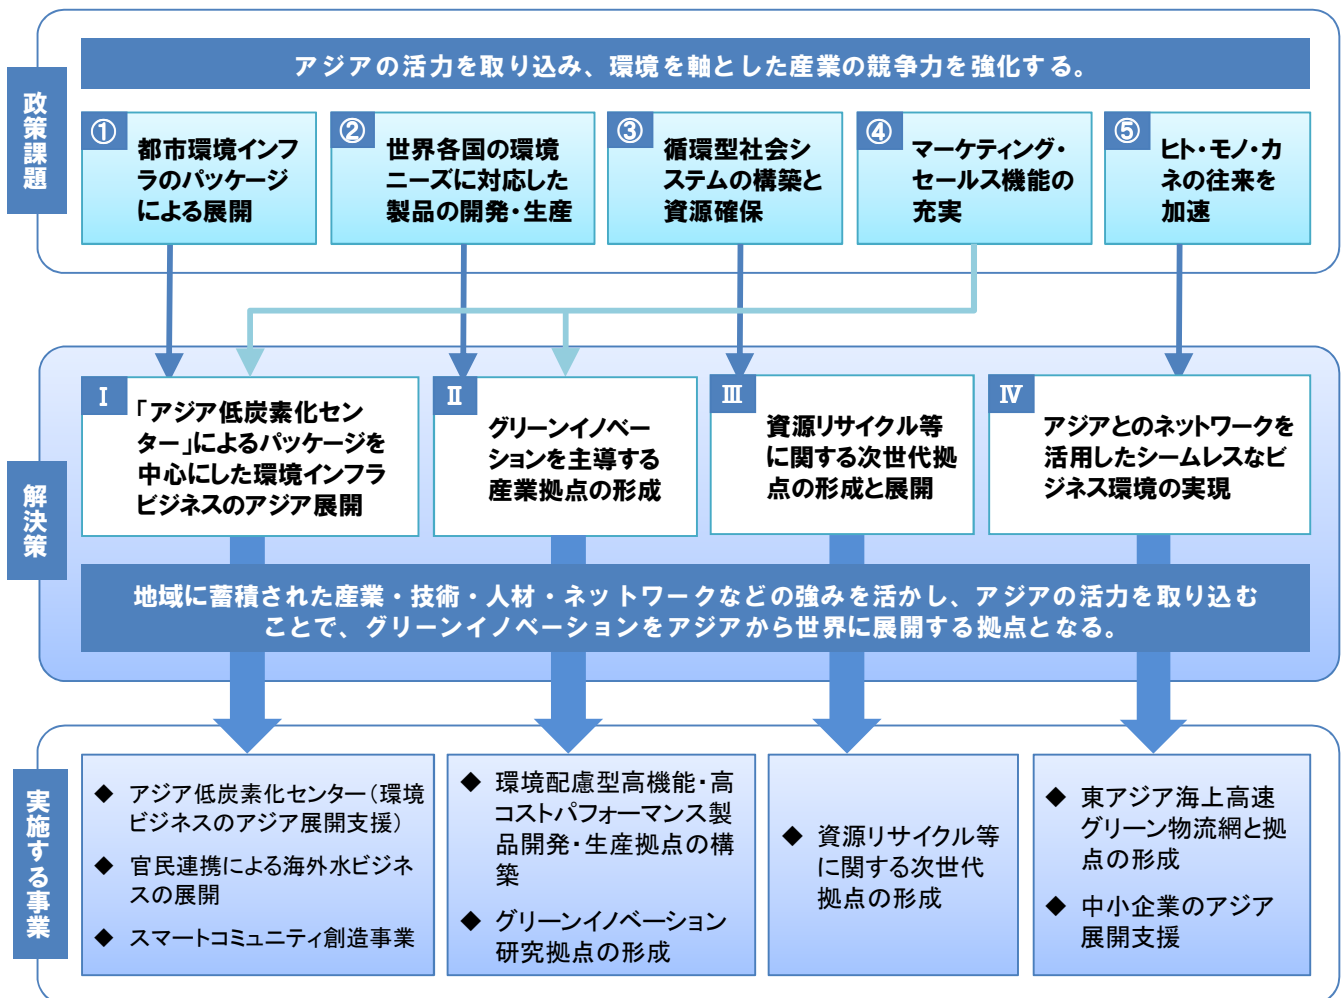 政策課題
アジアの活力を取り込み、環境を軸とした産業の競争力を強化する。
①
都市環境インフ
ラのパッケージ
による展開
②
世界各国の環境
ニーズに対応した
製品の開発・生産
③
循環型社会シ
ステムの構築と
資源確保
④
マーケティング・
セールス機能の
充実
⑤
ヒト・モノ・カ
ネの往来を
加速
解決策
Ⅰ
「アジア低炭素化セン
ター」によるパッケージを
中心にした環境インフラ
ビジネスのアジア展開
Ⅱ
グリーンイノベー
ションを主導する
産業拠点の形成
Ⅲ
資源リサイクル等
に関する次世代拠
点の形成と展開
Ⅳ
アジアとのネットワークを
活用したシームレスなビ
ジネス環境の実現
地域に蓄積された産業・技術・人材・ネットワークなどの強みを活かし、アジアの活力を取り込む
ことで、グリーンイノベーションをアジアから世界に展開する拠点となる。
実施する事業
◆ アジア低炭素化センター（環境
ビジネスのアジア展開支援）
◆ 官民連携による海外水ビジネ
スの展開
◆ スマートコミュニティ創造事業
◆ 環境配慮型高機能・高
コストパフォーマンス製
品開発・生産拠点の構
築
◆ グリーンイノベーション
研究拠点の形成
◆ 資源リサイクル等
に関する次世代
拠点の形成
◆ 東アジア海上高速
グリーン物流網と拠
点の形成
◆ 中小企業のアジア
展開支援